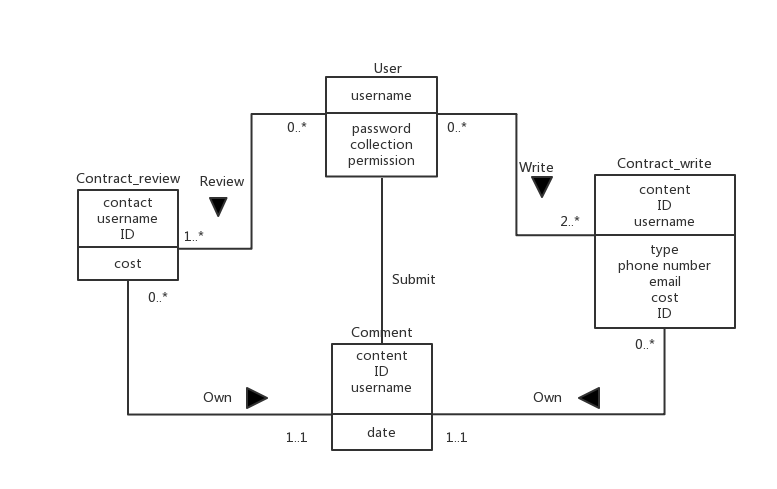 User
username
password
collection
permission
0..*
0..*
Contract_review
contact
username
ID
cost
Review
1..*
0..*
Write
2..*
Contract_write
content
ID
username
type
phone number
email
cost
ID
0..*
Submit
Comment
content
ID
username
date
Own
Own
1..1
1..1